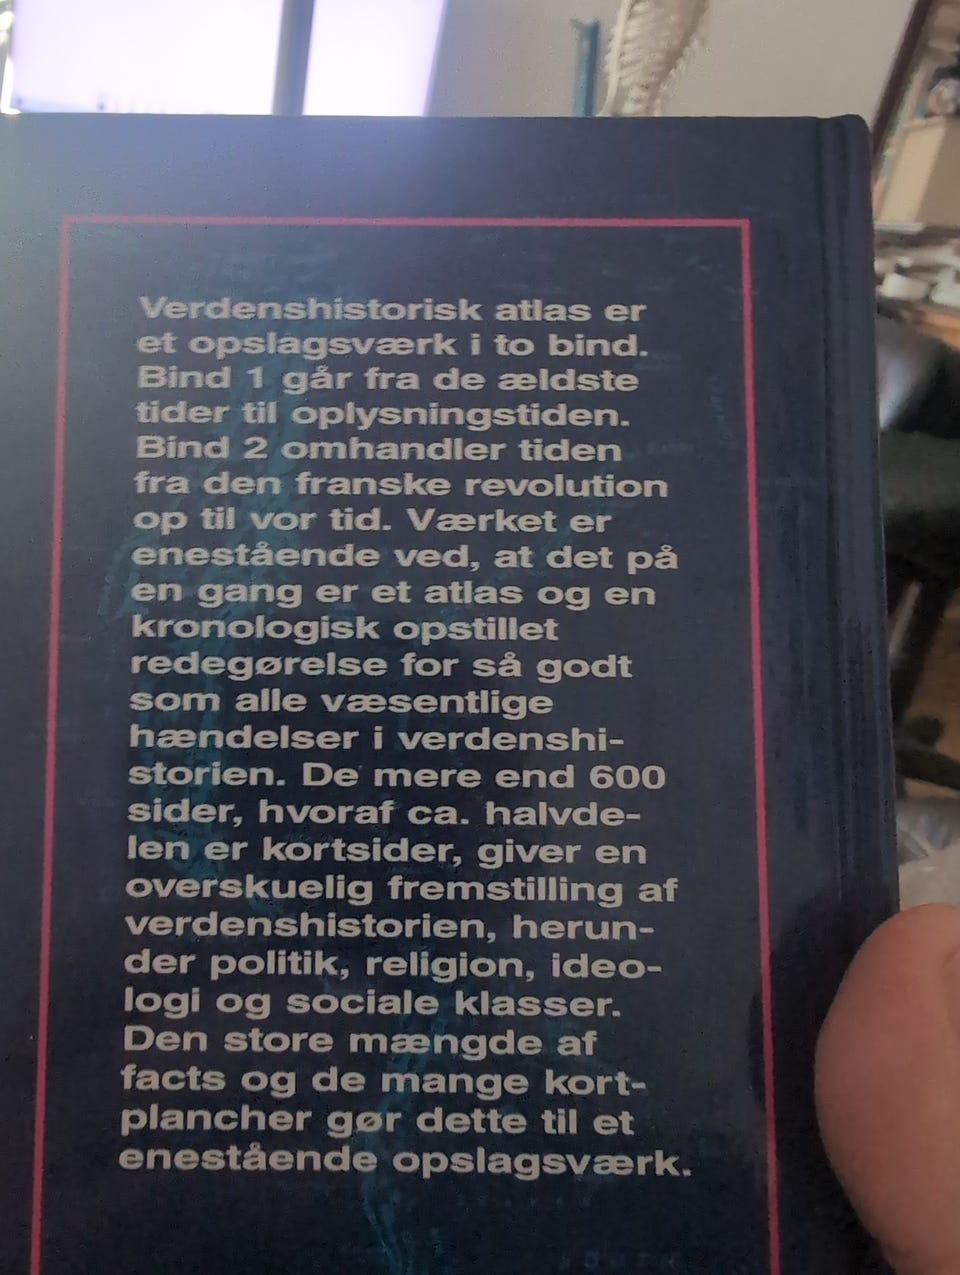 Verdenshistorisk atlas er
et opslagsværk i to bind.
Bind 1 går fra de ældste
tider til oplysningstiden.
Bind 2 omhandler tiden
fra den franske revolution
op til vor tid. Værket er
enestående ved, at det på
en gang er et atlas og en
kronologisk opstillet
redegørelse for så godt
som alle væsentlige
hændelser i verdenshi-
storien. De mere end 600
sider, hvoraf ca. halvde-
len er kortsider, giver en
overskuelig fremstilling af
verdenshistorien, herun-
der politik, religion, ideo-
logi og sociale klasser.
Den store mængde af
facts og de mange kort-
plancher gør dette til et
enestående opslagsværk.